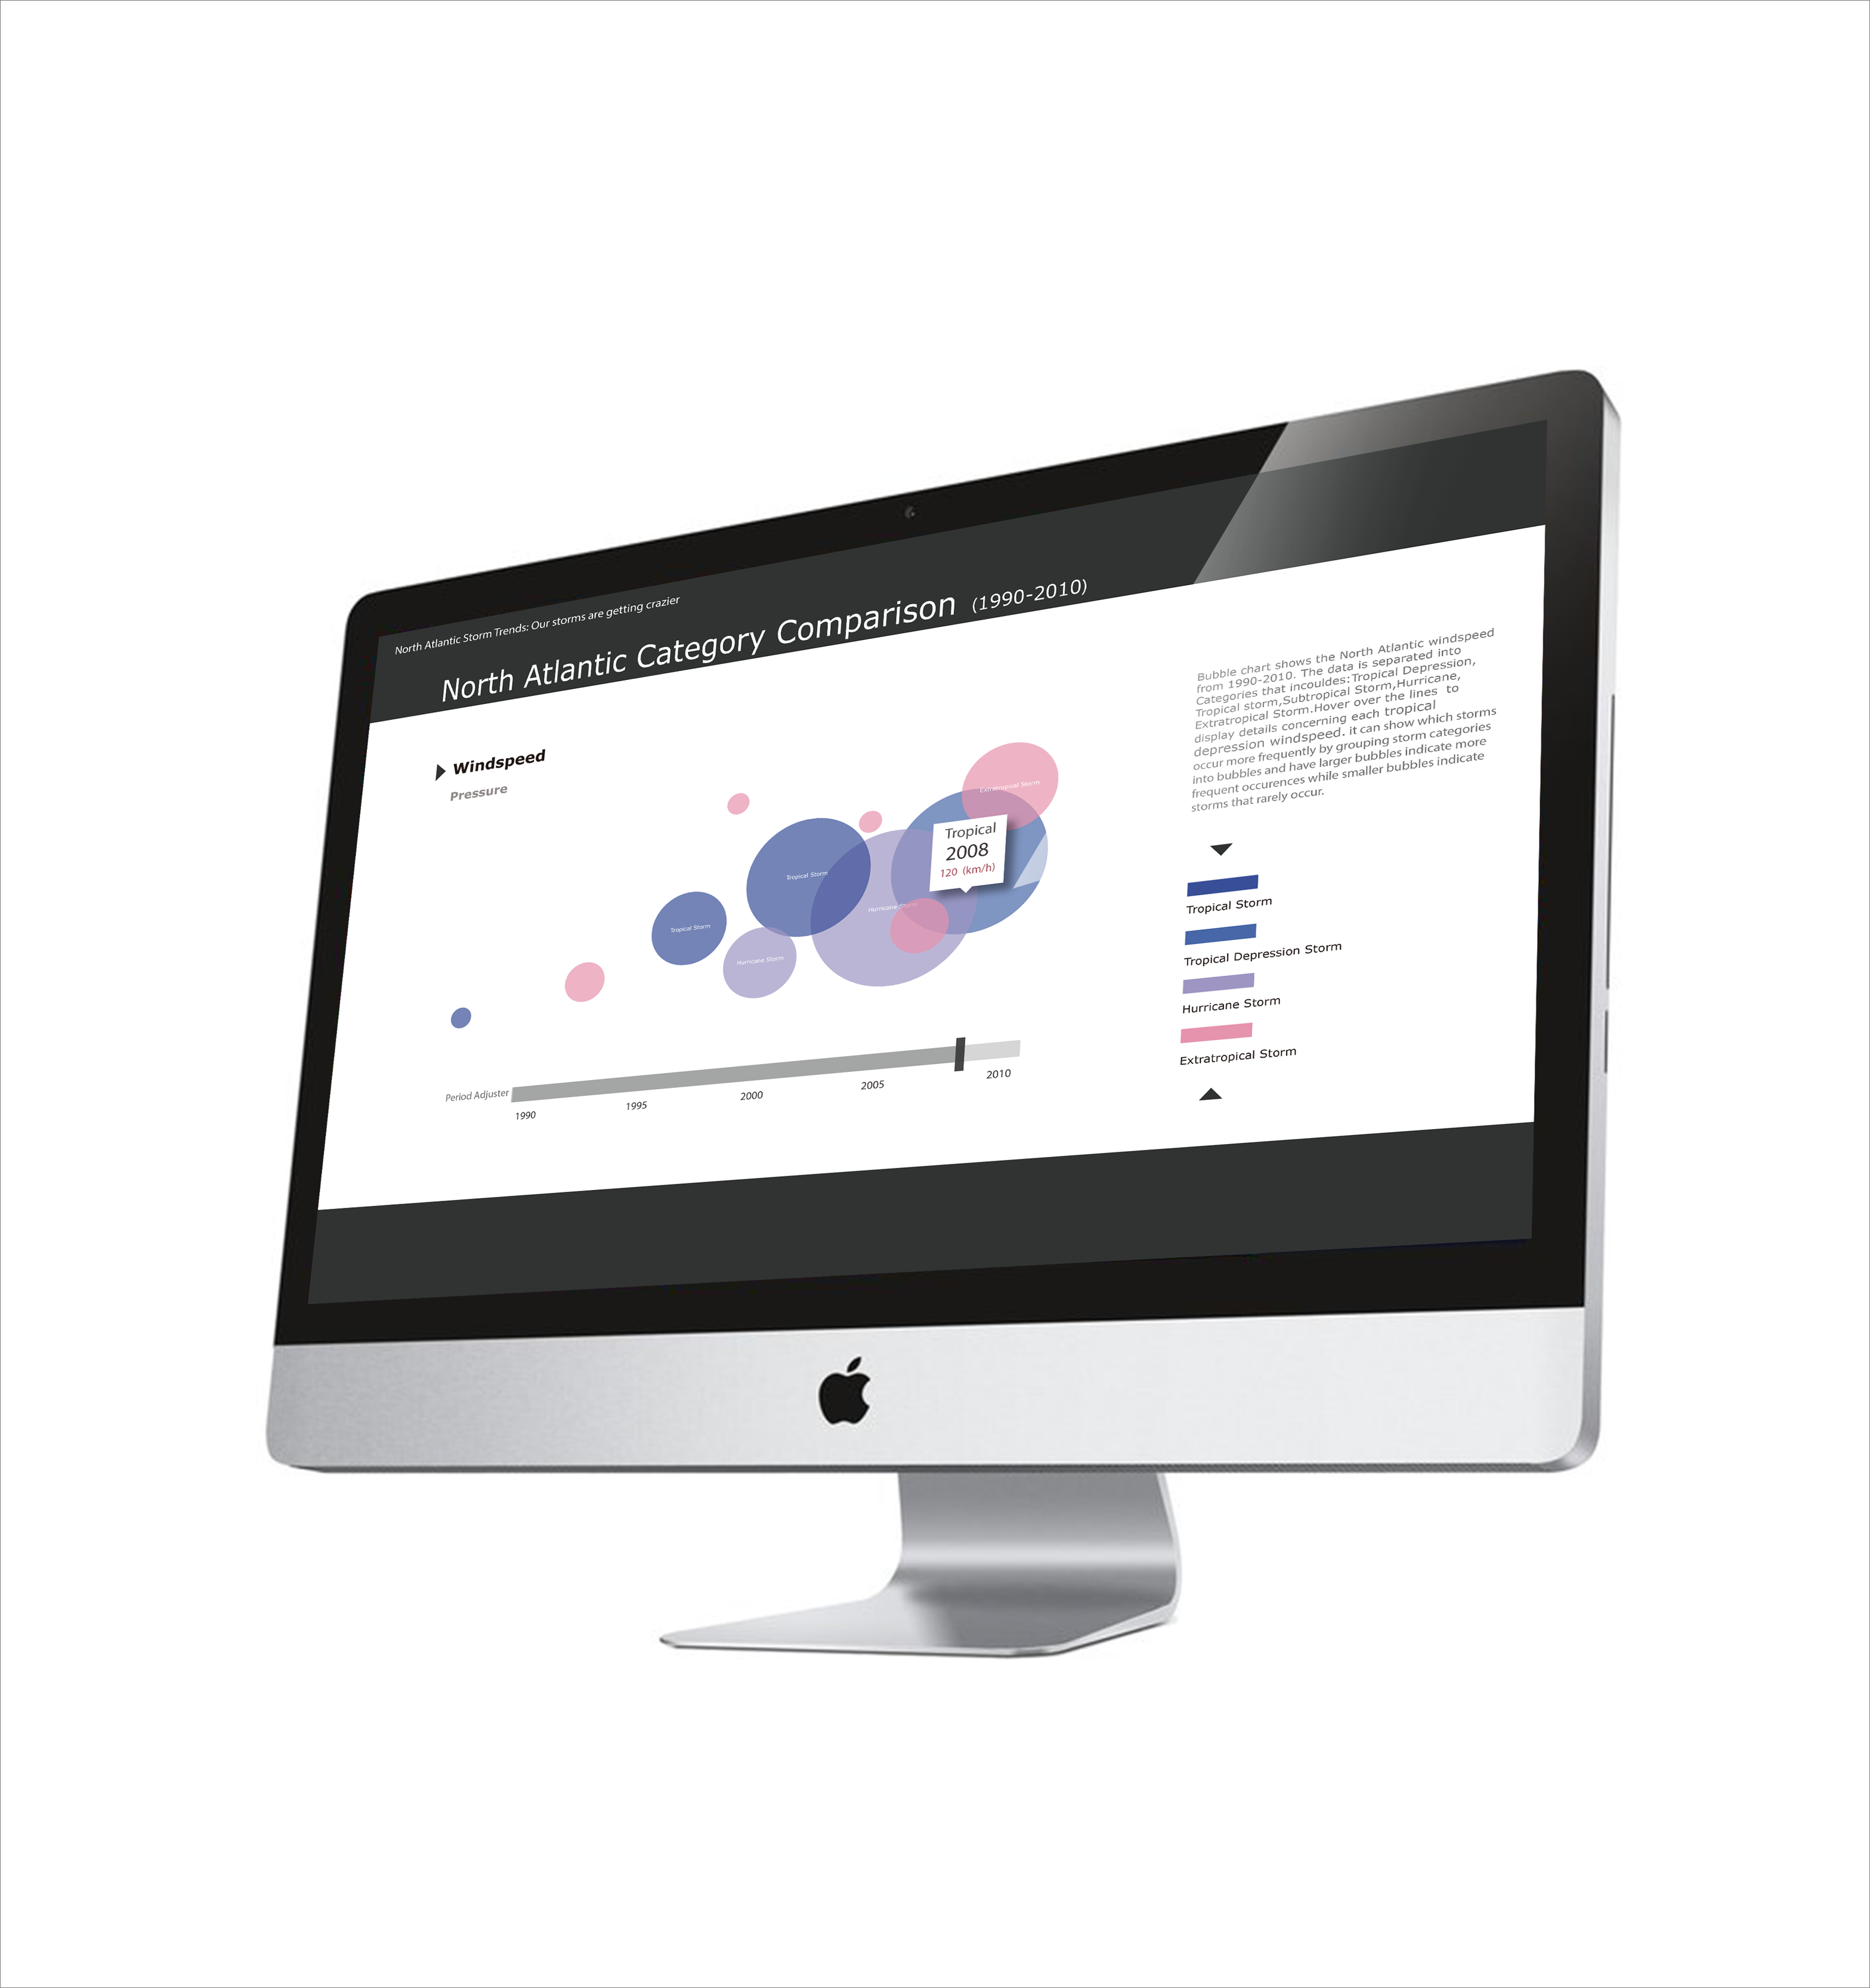 North Atlantic Storm Trends: Our storms are getting crazier
North Atlantic Category Comparison (1990-2010)
Windspeed
Pressure
Bubble chart shows the North Atlantic windspeed
from 1990-2010. The data is separated into
Categories that incouldes:Tropical Depression,
Tropical storm,Subtropical Storm,Hurricane,
Extratropical Storm.Hover over the lines to
display details concerning each tropical
depression windspeed. it can show which storms
occur more frequently by grouping storm categories
into bubbles and have larger bubbles indicate more
frequent occurences while smaller bubbles indicate
storms that rarely occur.
Extratropical Storm
Tropical
2008
120 (km/h)
Tropical Storm
Hurricane Storm
Tropical Storm
Hurricane Storm
Tropical Storm
Tropical Depression Storm
Hurricane Storm
Extratropical Storm
Period Adjuster
1990
1995
2000
2005
2010